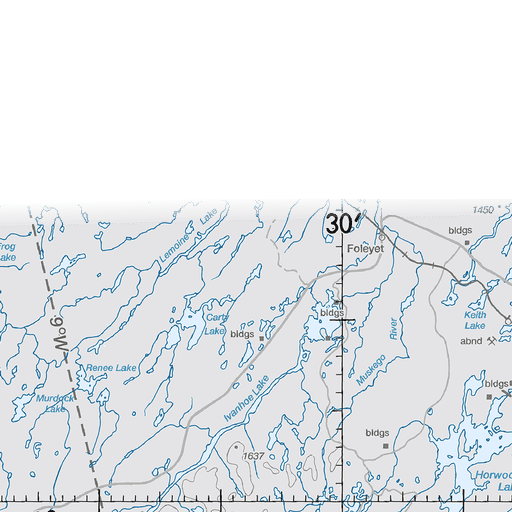 1450
30′
Lemoine Lake
bldgs
Foleyet
Frog
Lake
bldgs
Keith
Lake
Carty
Lake
bldgs
River
9°W
abnd
Renee Lake
Muskego
bldgs
Ivanhoe Lake
Murdock
Lake
bldgs
1637
Horwood
Lake